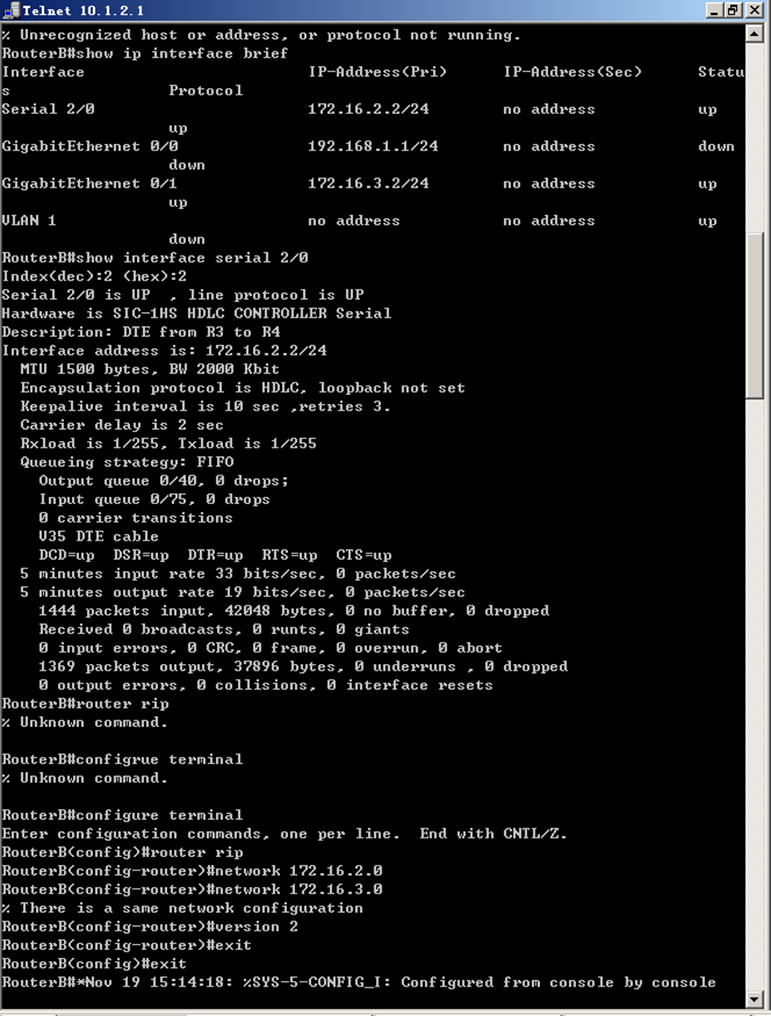 Telnet 10.1.2.1
% Unrecognized host or address, or protocol not running.
RouterB#show ip interface brief
Interface                        IP-Address(Pri)      IP-Address(Sec)      Statu
s                 Protocol
Serial 2/0                       172.16.2.2/24        no address           up
                  up
GigabitEthernet 0/0              192.168.1.1/24       no address           down
                  down
GigabitEthernet 0/1              172.16.3.2/24        no address           up
                  up
VLAN 1                           no address           no address           up
                  down
RouterB#show interface serial 2/0
Index(dec):2 (hex):2
Serial 2/0 is UP  , line protocol is UP
Hardware is SIC-1HS HDLC CONTROLLER Serial
Description: DTE from R3 to R4
Interface address is: 172.16.2.2/24
  MTU 1500 bytes, BW 2000 Kbit
  Encapsulation protocol is HDLC, loopback not set
  Keepalive interval is 10 sec ,retries 3.
  Carrier delay is 2 sec
  Rxload is 1/255, Txload is 1/255
  Queueing strategy: FIFO
    Output queue 0/40, 0 drops;
    Input queue 0/75, 0 drops
    0 carrier transitions
    V35 DTE cable
    DCD=up  DSR=up  DTR=up  RTS=up  CTS=up
  5 minutes input rate 33 bits/sec, 0 packets/sec
  5 minutes output rate 19 bits/sec, 0 packets/sec
    1444 packets input, 42048 bytes, 0 no buffer, 0 dropped
    Received 0 broadcasts, 0 runts, 0 giants
    0 input errors, 0 CRC, 0 frame, 0 overrun, 0 abort
    1369 packets output, 37896 bytes, 0 underruns , 0 dropped
    0 output errors, 0 collisions, 0 interface resets
RouterB#router rip
% Unknown command.
RouterB#configrue terminal
% Unknown command.
RouterB#configure terminal
Enter configuration commands, one per line.  End with CNTL/Z.
RouterB(config)#router rip
RouterB(config-router)#network 172.16.2.0
RouterB(config-router)#network 172.16.3.0
% There is a same network configuration
RouterB(config-router)#version 2
RouterB(config-router)#exit
RouterB(config)#exit
RouterB#*Nov 19 15:14:18: %SYS-5-CONFIG_I: Configured from console by console